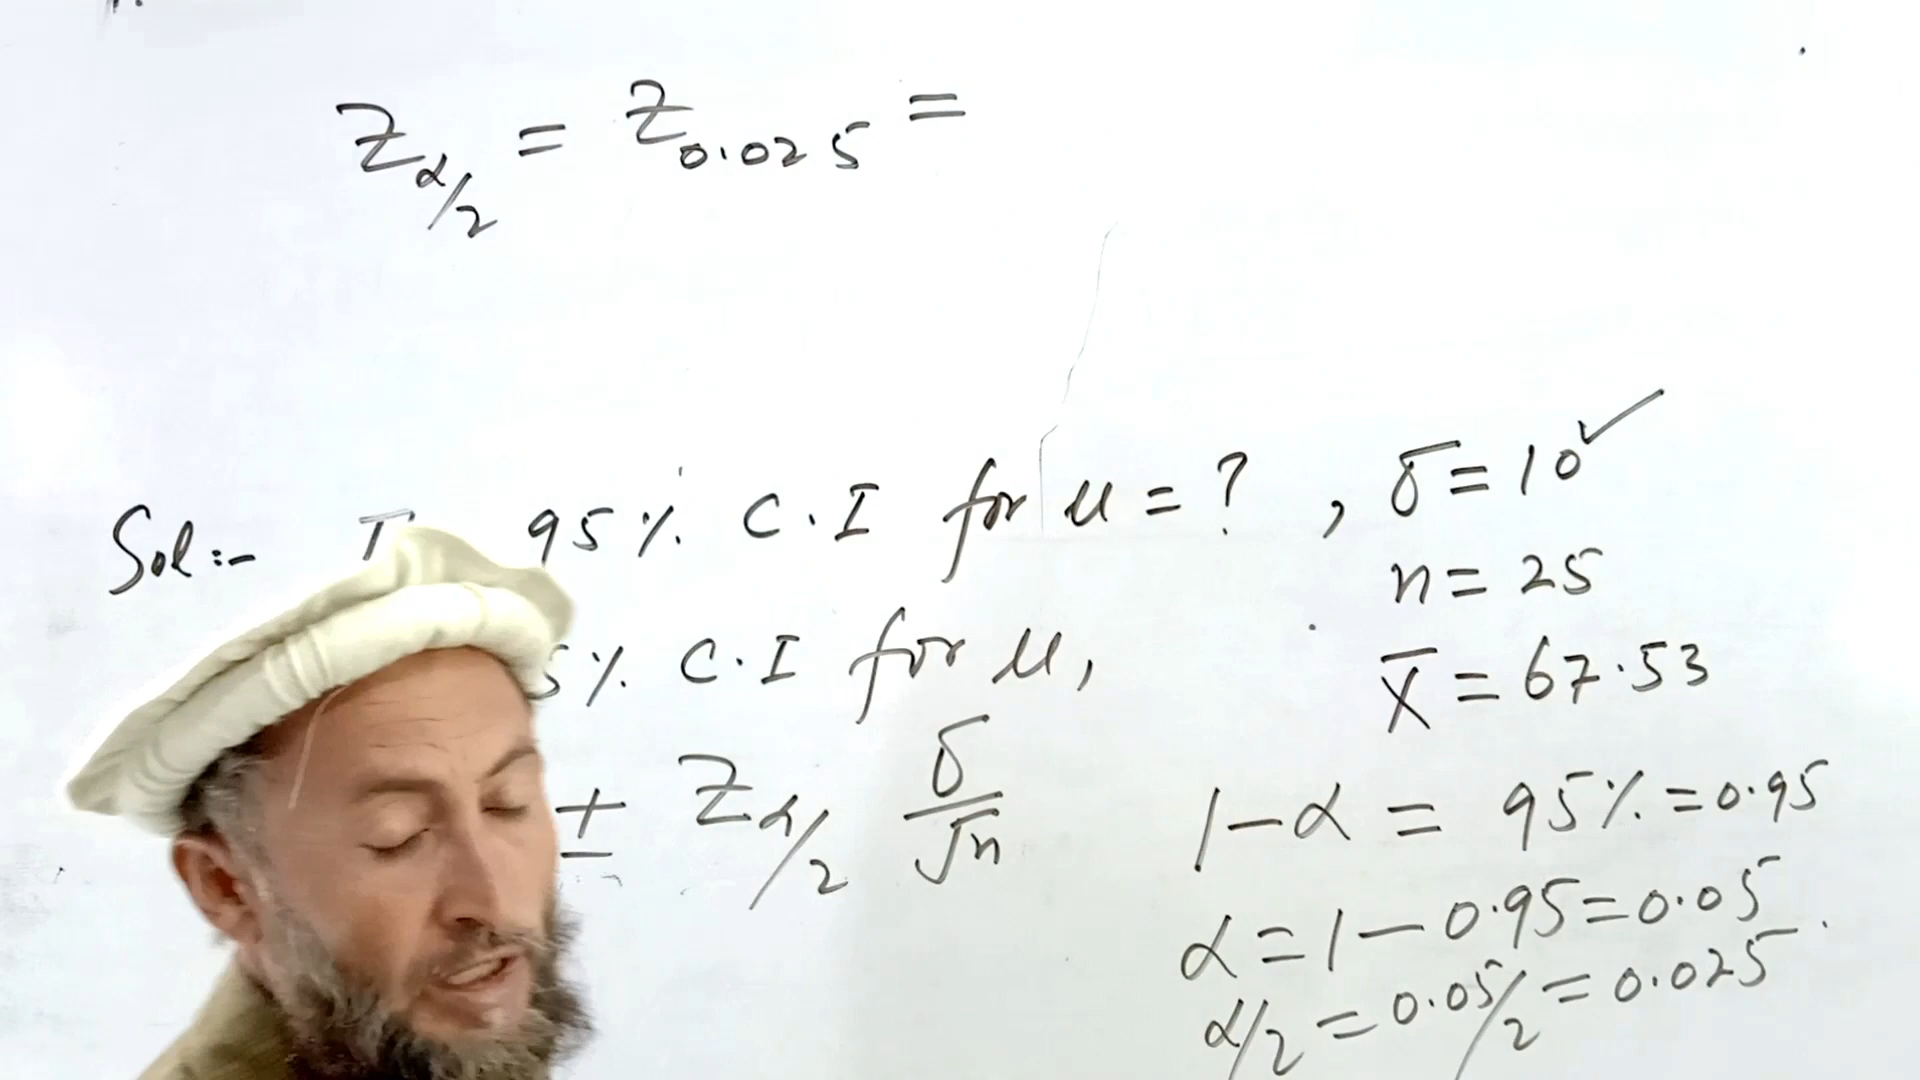 Z α/2 = Z 0.025 =
Sol:- 95% C.I for μ = ? , σ = 10 ✓
n = 25
% C.I for μ,
X̄ = 67.53
± Z α/2 σ/√n
1-α = 95% = 0.95
α = 1 - 0.95 = 0.05
α/2 = 0.05/2 = 0.025